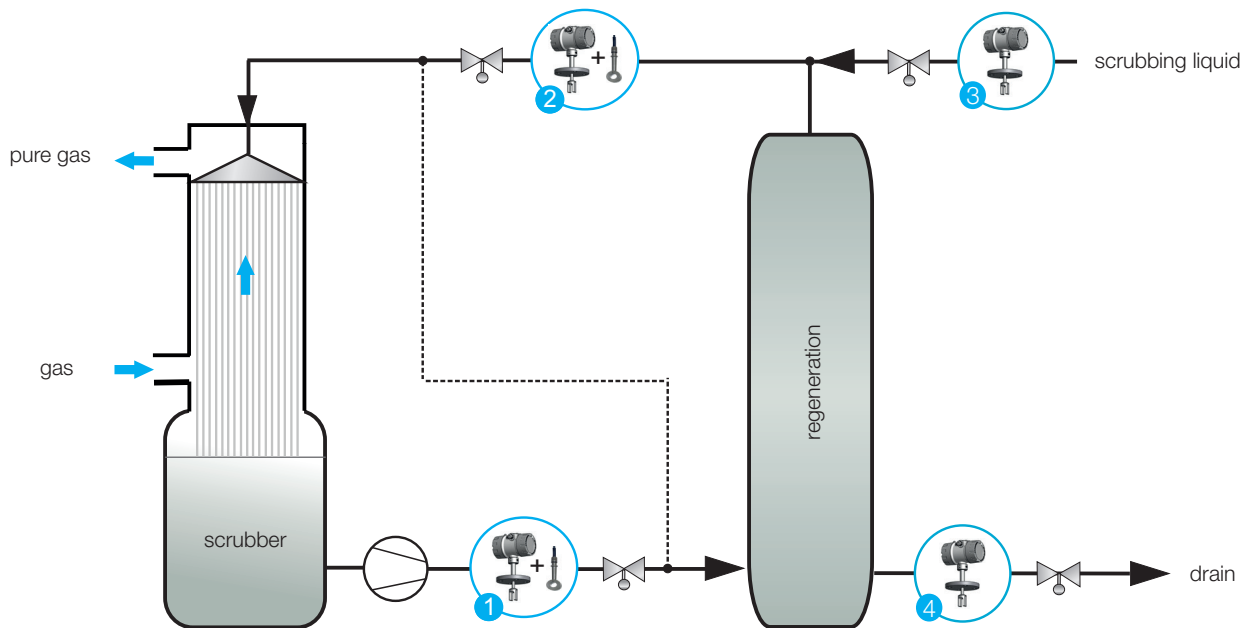 2
+
3
scrubbing liquid
pure gas
gas
regeneration
scrubber
+
1
4
drain